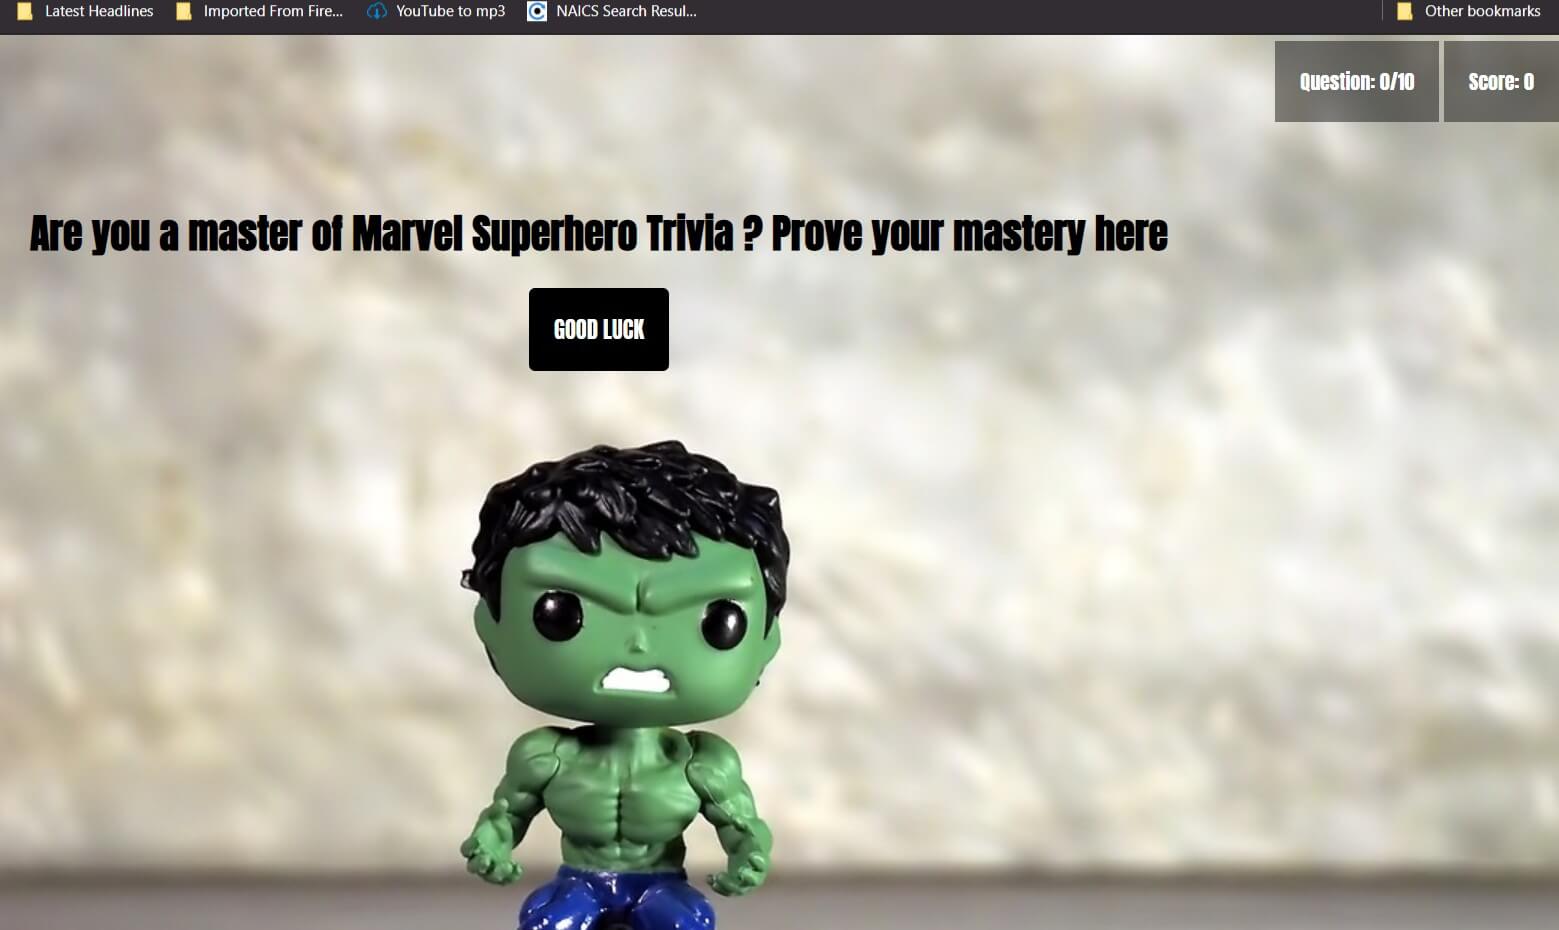 Latest Headlines Imported From Fire... YouTube to mp3 NAICS Search Resul... Other bookmarks
Question: 0/10 Score: 0
Are you a master of Marvel Superhero Trivia ? Prove your mastery here
GOOD LUCK